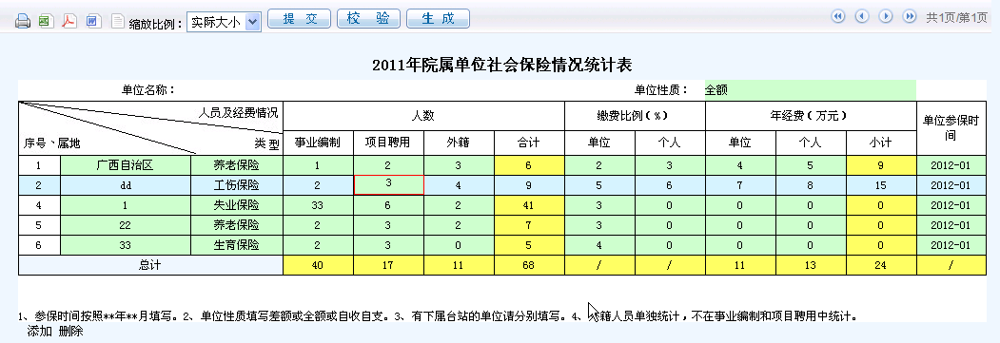 缩放比例： 实际大小 提 交 校 验 生 成 共1页/第1页
2011年院属单位社会保险情况统计表
单位名称： 单位性质： 全额
人员及经费情况 人数 缴费比例（%） 年经费（万元） 单位参保时间
序号、属地 类型 事业编制 项目聘用 外籍 合计 单位 个人 单位 个人 小计
1 广西自治区 养老保险 1 2 3 6 2 3 4 5 9 2012-01
2 dd 工伤保险 2 3 4 9 5 6 7 8 15 2012-01
4 1 失业保险 33 6 2 41 3 0 0 0 0 2012-01
5 22 养老保险 2 3 2 7 3 0 0 0 0 2012-01
6 33 生育保险 2 3 0 5 4 0 0 0 0 2012-01
总计 40 17 11 68 / / 11 13 24 /
1、参保时间按照**年**月填写。2、单位性质填写差额或全额或自收自支。3、有下属台站的单位请分别填写。4、外籍人员单独统计，不在事业编制和项目聘用中统计。
添加 删除